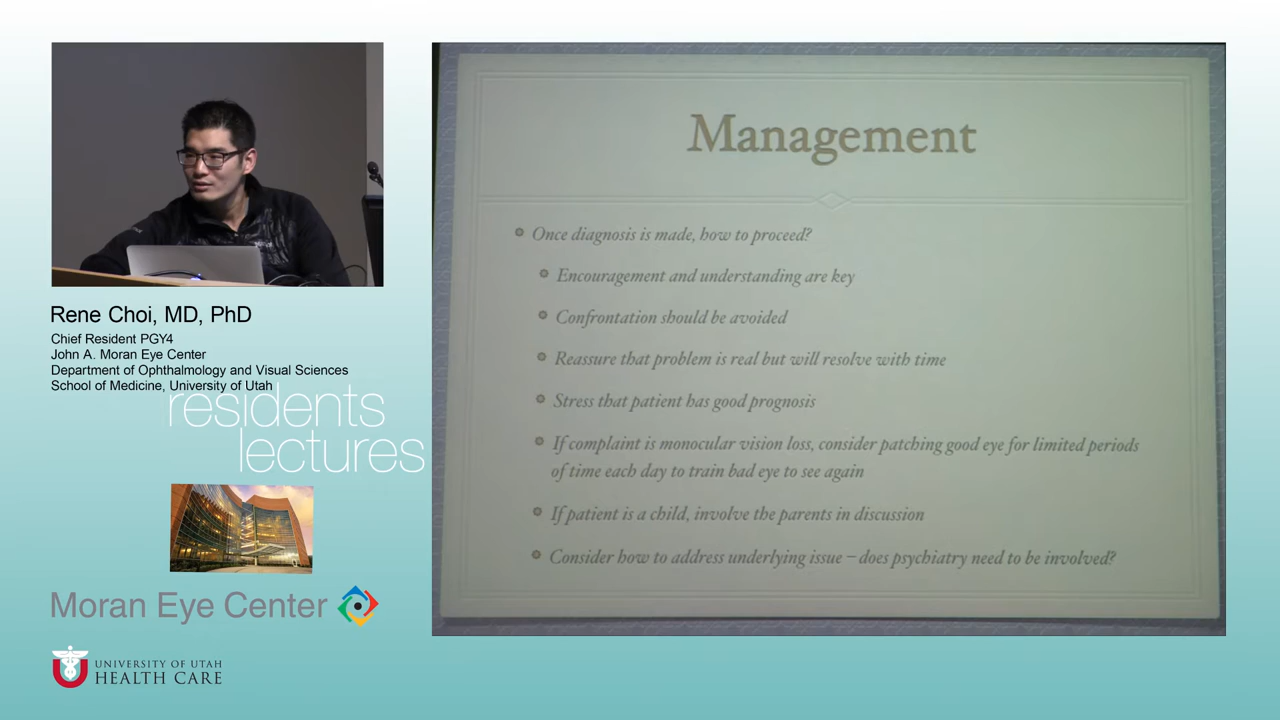 Rene Choi, MD, PhD
Chief Resident PGY4
John A. Moran Eye Center
Department of Ophthalmology and Visual Sciences
School of Medicine, University of Utah
residents
lectures
Moran Eye Center
UNIVERSITY OF UTAH
HEALTH CARE
Management
Once diagnosis is made, how to proceed?
Encouragement and understanding are key
Confrontation should be avoided
Reassure that problem is real but will resolve with time
Stress that patient has good prognosis
If complaint is monocular vision loss, consider patching good eye for limited periods
of time each day to train bad eye to see again
If patient is a child, involve the parents in discussion
Consider how to address underlying issue – does psychiatry need to be involved?